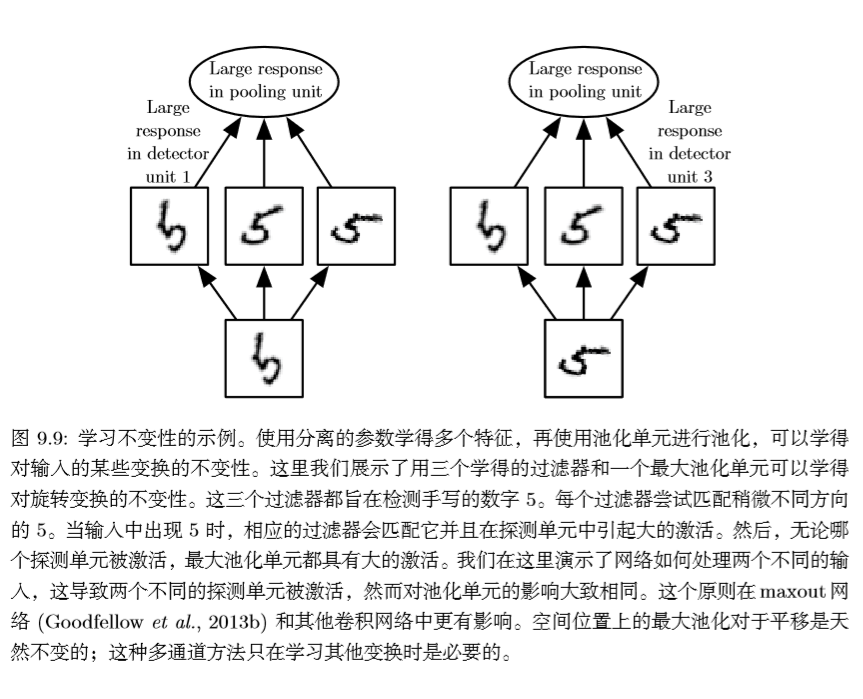 Large response
in pooling unit
Large
response
in detector
unit 1
Large response
in pooling unit
Large
response
in detector
unit 3
5
5
5
5
5
5
5
5
图 9.9: 学习不变性的示例。使用分离的参数学得多个特征，再使用池化单元进行池化，可以学得
对输入的某些变换的不变性。这里我们展示了用三个学得的过滤器和一个最大池化单元可以学得
对旋转变换的不变性。这三个过滤器都旨在检测手写的数字 5。每个过滤器尝试匹配稍微不同方向
的 5。当输入中出现 5 时，相应的过滤器会匹配它并且在探测单元中引起大的激活。然后，无论哪
个探测单元被激活，最大池化单元都具有大的激活。我们在这里演示了网络如何处理两个不同的输
入，这导致两个不同的探测单元被激活，然而对池化单元的影响大致相同。这个原则在 maxout 网
络 (Goodfellow et al., 2013b) 和其他卷积网络中更有影响。空间位置上的最大池化对于平移是天
然不变的；这种多通道方法只在学习其他变换时是必要的。